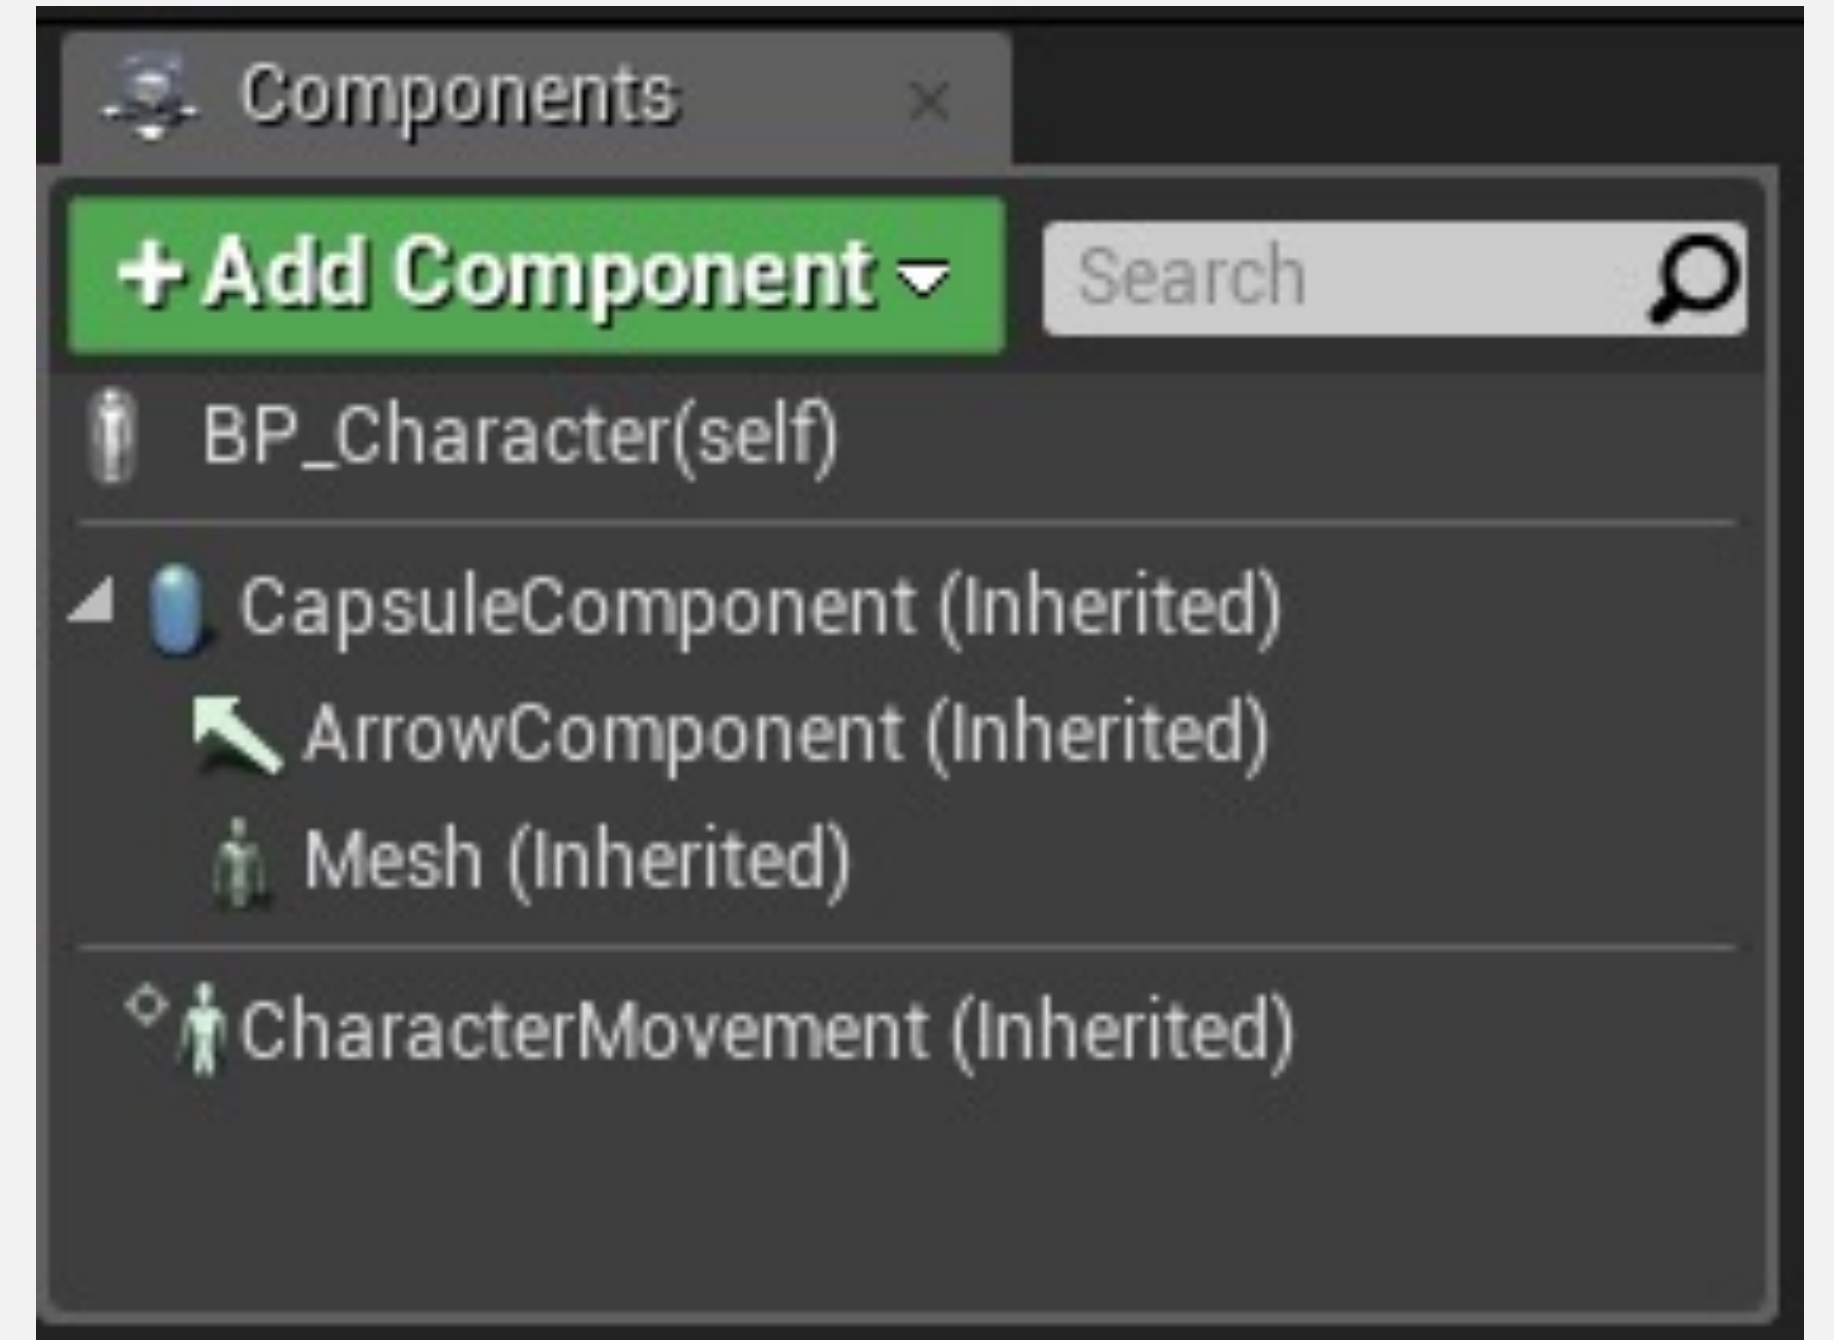 Components
+ Add Component
Search
BP_Character(self)
CapsuleComponent (Inherited)
ArrowComponent (Inherited)
Mesh (Inherited)
CharacterMovement (Inherited)